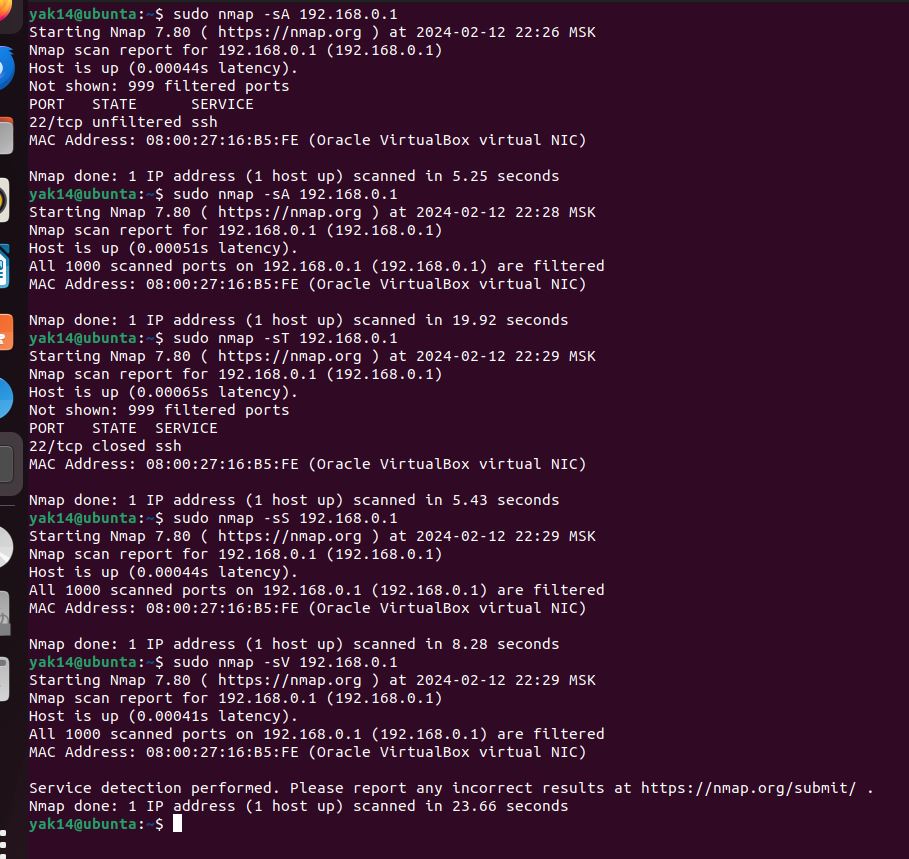 yak14@ubunta:~$ sudo nmap -sA 192.168.0.1
Starting Nmap 7.80 ( https://nmap.org ) at 2024-02-12 22:26 MSK
Nmap scan report for 192.168.0.1 (192.168.0.1)
Host is up (0.00044s latency).
Not shown: 999 filtered ports
PORT   STATE      SERVICE
22/tcp unfiltered ssh
MAC Address: 08:00:27:16:B5:FE (Oracle VirtualBox virtual NIC)

Nmap done: 1 IP address (1 host up) scanned in 5.25 seconds
yak14@ubunta:~$ sudo nmap -sA 192.168.0.1
Starting Nmap 7.80 ( https://nmap.org ) at 2024-02-12 22:28 MSK
Nmap scan report for 192.168.0.1 (192.168.0.1)
Host is up (0.00051s latency).
All 1000 scanned ports on 192.168.0.1 (192.168.0.1) are filtered
MAC Address: 08:00:27:16:B5:FE (Oracle VirtualBox virtual NIC)

Nmap done: 1 IP address (1 host up) scanned in 19.92 seconds
yak14@ubunta:~$ sudo nmap -sT 192.168.0.1
Starting Nmap 7.80 ( https://nmap.org ) at 2024-02-12 22:29 MSK
Nmap scan report for 192.168.0.1 (192.168.0.1)
Host is up (0.00065s latency).
Not shown: 999 filtered ports
PORT   STATE  SERVICE
22/tcp closed ssh
MAC Address: 08:00:27:16:B5:FE (Oracle VirtualBox virtual NIC)

Nmap done: 1 IP address (1 host up) scanned in 5.43 seconds
yak14@ubunta:~$ sudo nmap -sS 192.168.0.1
Starting Nmap 7.80 ( https://nmap.org ) at 2024-02-12 22:29 MSK
Nmap scan report for 192.168.0.1 (192.168.0.1)
Host is up (0.00044s latency).
All 1000 scanned ports on 192.168.0.1 (192.168.0.1) are filtered
MAC Address: 08:00:27:16:B5:FE (Oracle VirtualBox virtual NIC)

Nmap done: 1 IP address (1 host up) scanned in 8.28 seconds
yak14@ubunta:~$ sudo nmap -sV 192.168.0.1
Starting Nmap 7.80 ( https://nmap.org ) at 2024-02-12 22:29 MSK
Nmap scan report for 192.168.0.1 (192.168.0.1)
Host is up (0.00041s latency).
All 1000 scanned ports on 192.168.0.1 (192.168.0.1) are filtered
MAC Address: 08:00:27:16:B5:FE (Oracle VirtualBox virtual NIC)

Service detection performed. Please report any incorrect results at https://nmap.org/submit/ .
Nmap done: 1 IP address (1 host up) scanned in 23.66 seconds
yak14@ubunta:~$